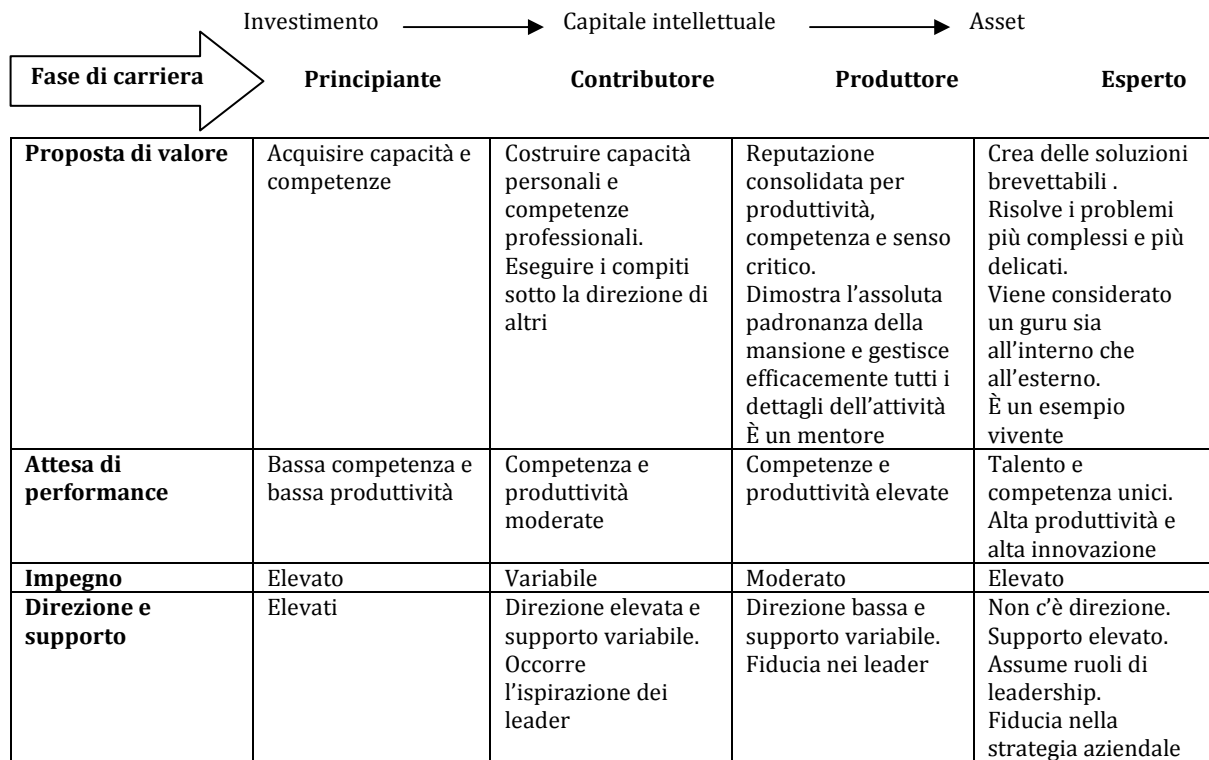 Investimento Capitale intellettuale Asset
Fase di carriera Principiante Contributore Produttore Esperto
Proposta di valore
Acquisire capacità e
competenze
Costruire capacità
personali e
competenze
professionali.
Eseguire i compiti
sotto la direzione di
altri
Reputazione
consolidata per
produttività,
competenza e senso
critico.
Dimostra l’assoluta
padronanza della
mansione e gestisce
efficacemente tutti i
dettagli dell’attività
È un mentore
Crea delle soluzioni
brevettabili .
Risolve i problemi
più complessi e più
delicati.
Viene considerato
un guru sia
all’interno che
all’esterno.
È un esempio
vivente
Attesa di
performance
Bassa competenza e
bassa produttività
Competenza e
produttività
moderate
Competenze e
produttività elevate
Talento e
competenza unici.
Alta produttività e
alta innovazione
Impegno
Elevato
Variabile
Moderato
Elevato
Direzione e
supporto
Elevati
Direzione elevata e
supporto variabile.
Occorre
l’ispirazione dei
leader
Direzione bassa e
supporto variabile.
Fiducia nei leader
Non c’è direzione.
Supporto elevato.
Assume ruoli di
leadership.
Fiducia nella
strategia aziendale